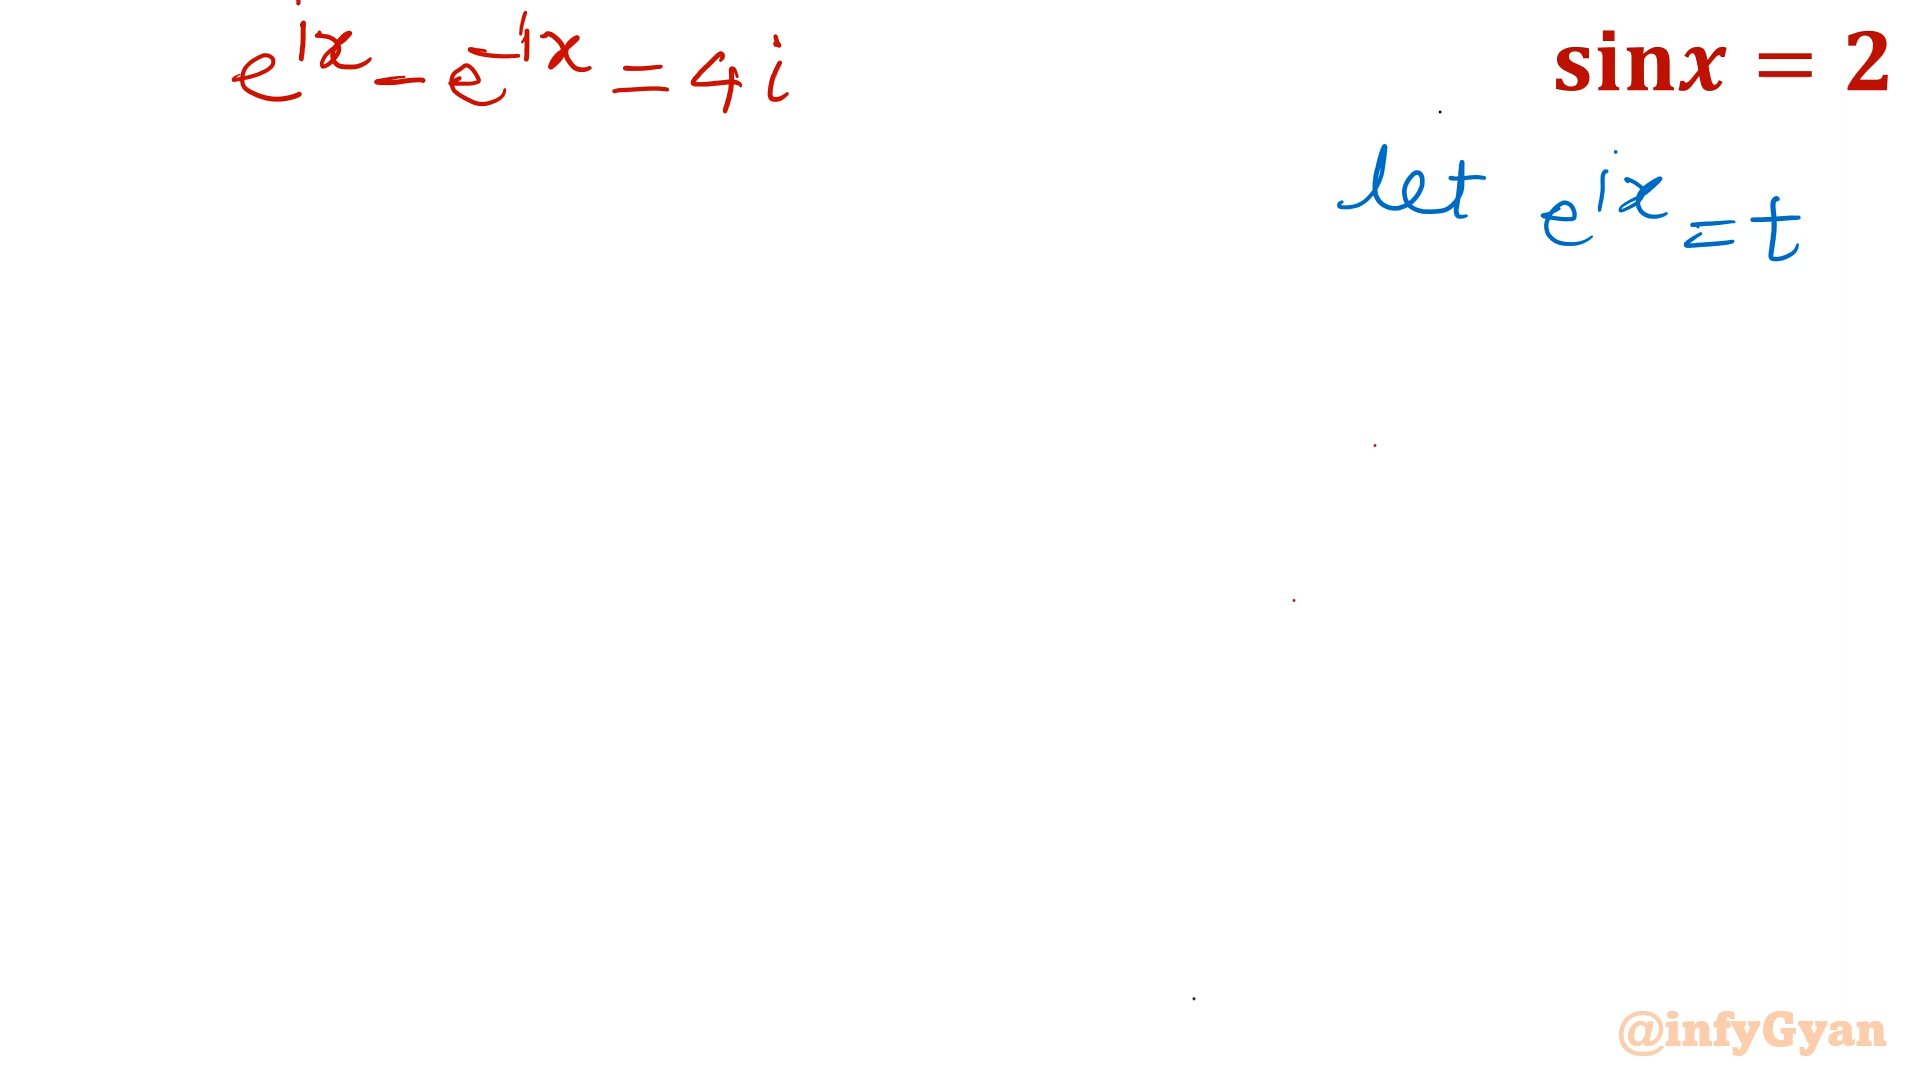 e^{ix} - e^{-ix} = 4i
sinx = 2
let e^{ix} = t
@infyGyan